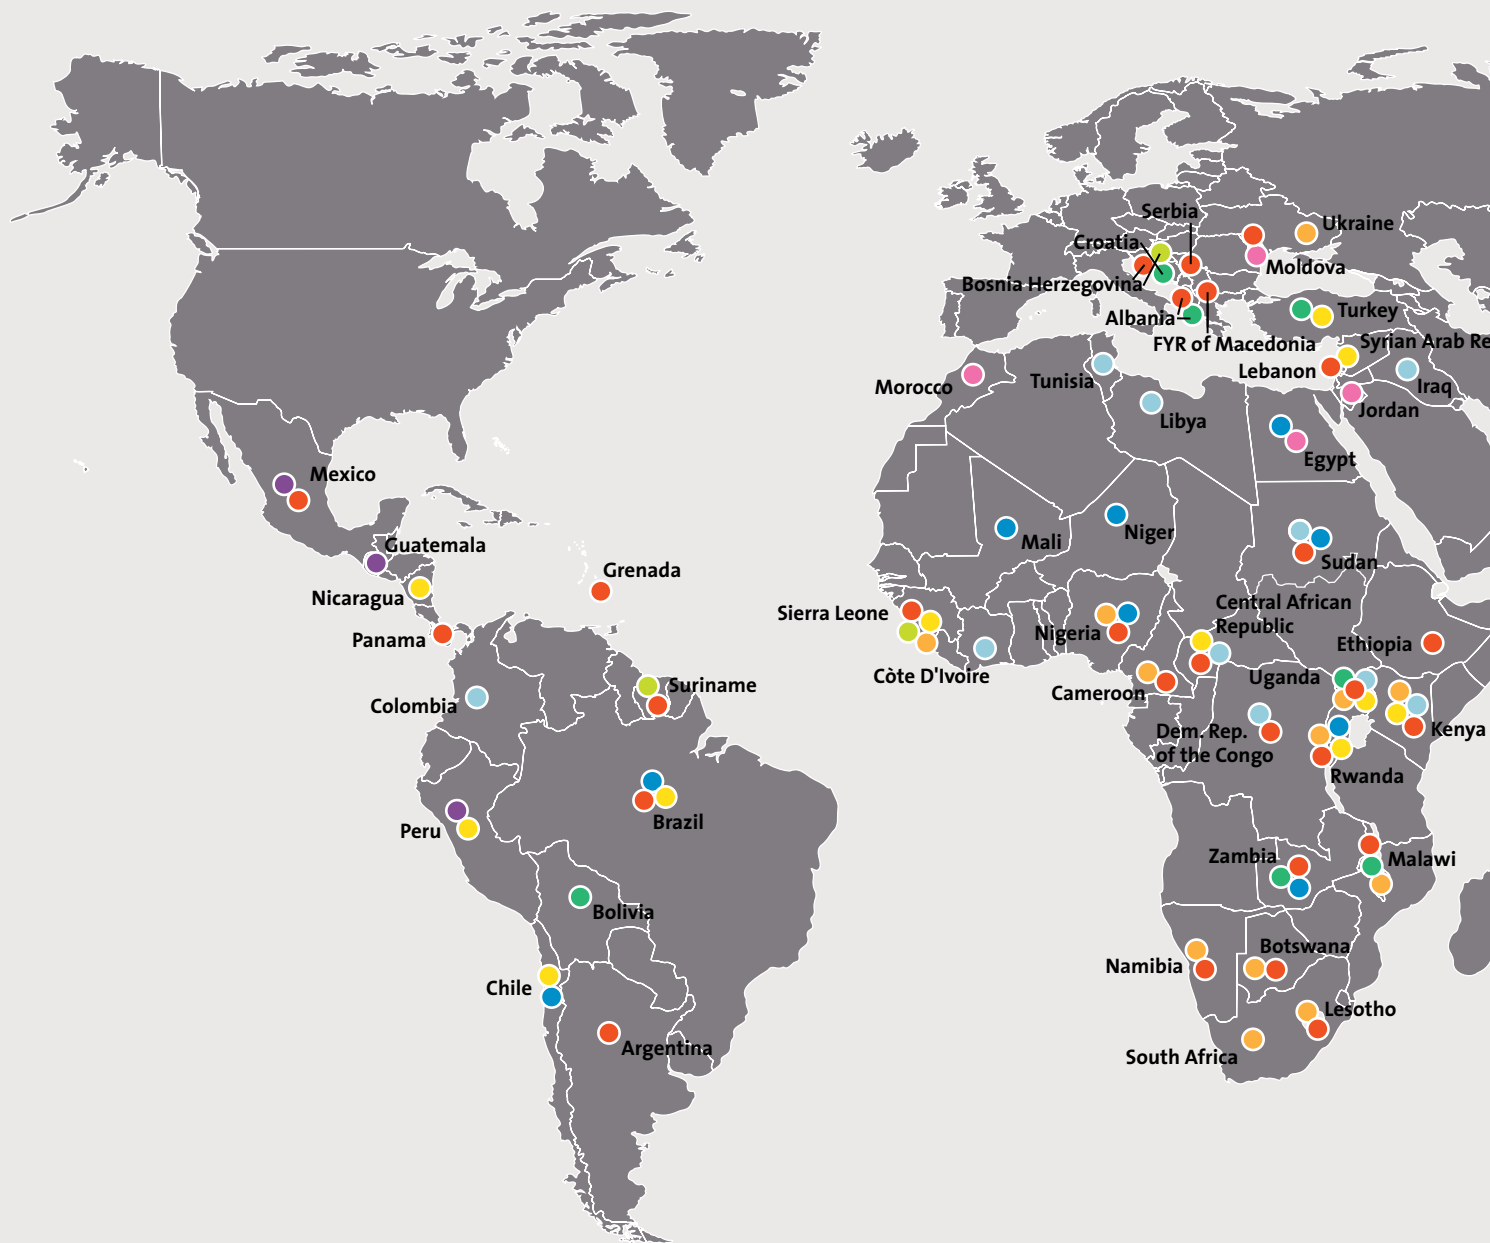 Serbia
Croatia
Ukraine
Moldova
Bosnia Herzegovina
Albania
Turkey
FYR of Macedonia
Syrian Arab Re
Lebanon
Iraq
Morocco
Tunisia
Jordan
Libya
Egypt
Mexico
Guatemala
Mali
Niger
Sudan
Grenada
Nicaragua
Sierra Leone
Central African
Republic
Nigeria
Panama
Ethiopia
Côte D'Ivoire
Uganda
Suriname
Cameroon
Colombia
Dem. Rep.
of the Congo
Kenya
Rwanda
Brazil
Peru
Zambia
Malawi
Bolivia
Botswana
Namibia
Chile
Lesotho
Argentina
South Africa